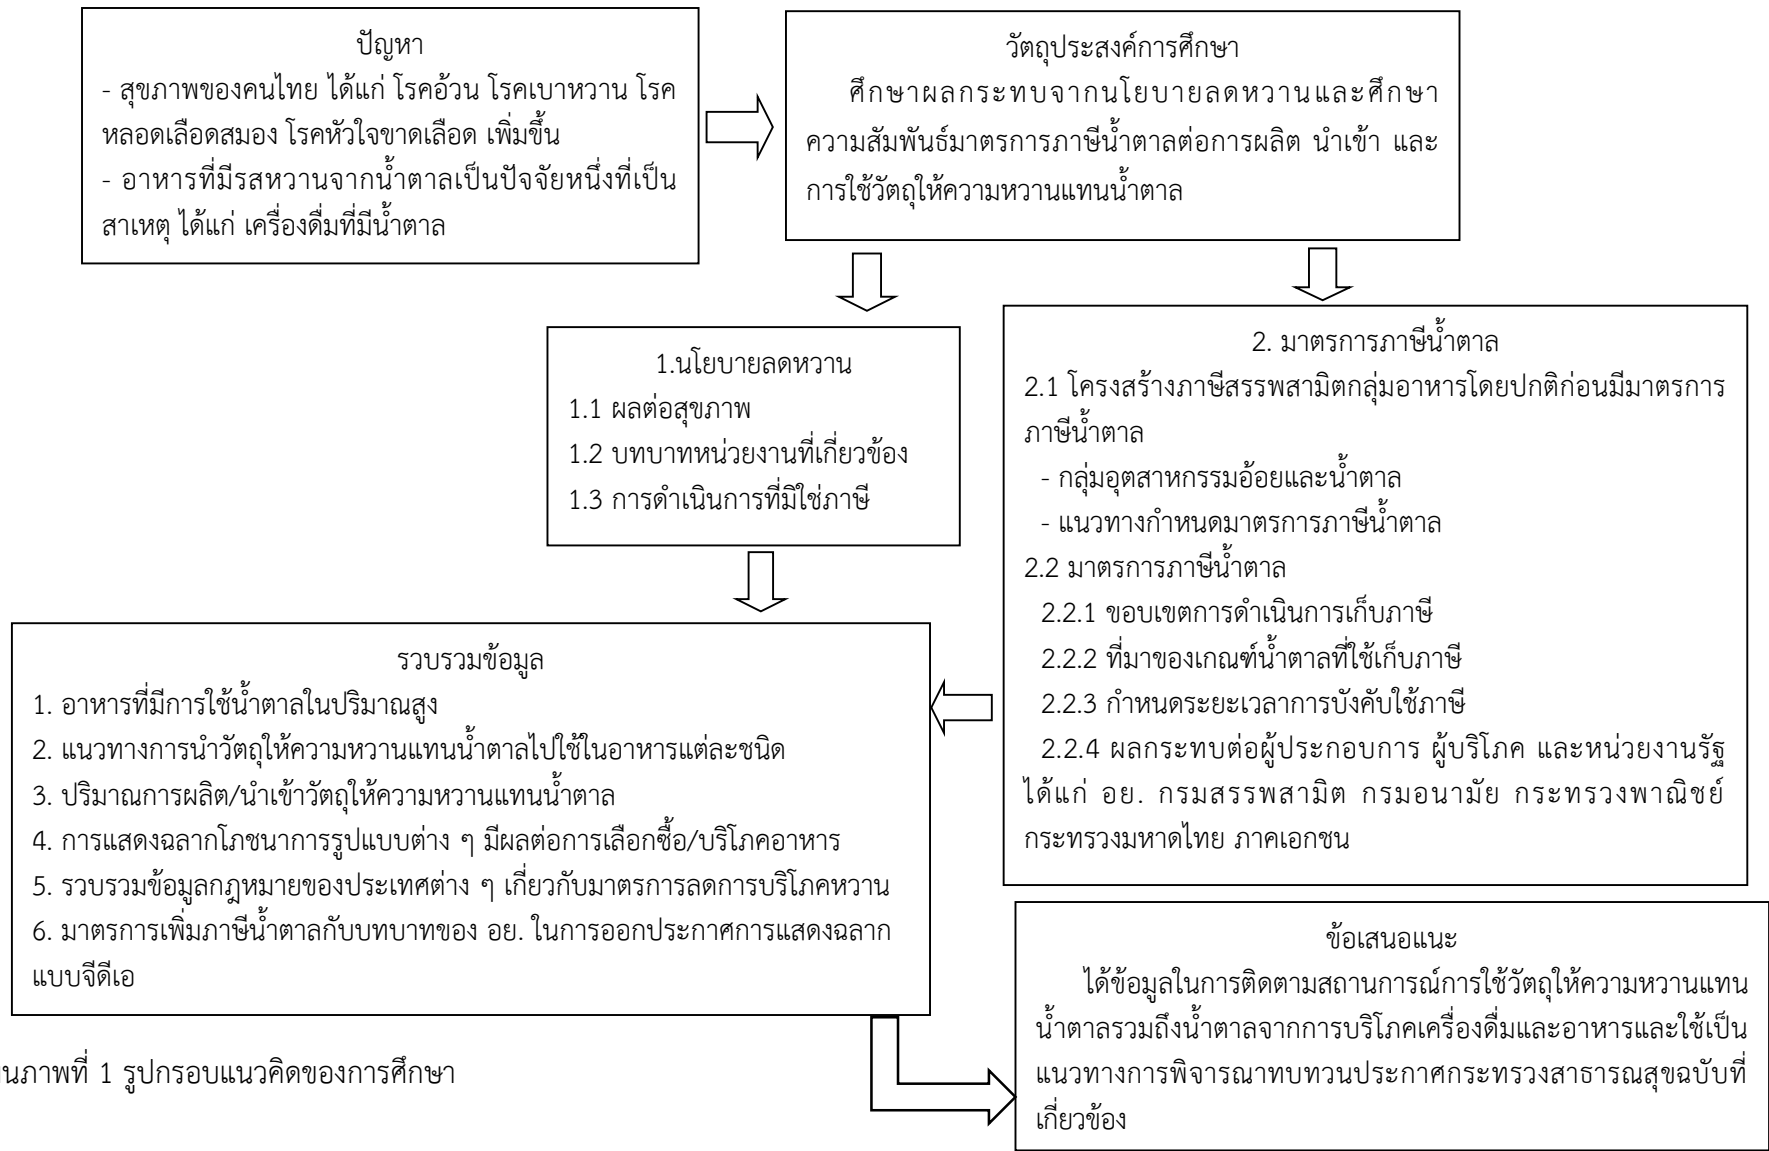 ปัญหา
- สุขภาพของคนไทย ได้แก่ โรคอ้วน โรคเบาหวาน โรค
หลอดเลือดสมอง โรคหัวใจขาดเลือด เพิ่มขึ้น
- อาหารที่มีรสหวานจากน้ำตาลเป็นปัจจัยหนึ่งที่เป็น
สาเหตุ ได้แก่ เครื่องดื่มที่มีน้ำตาล
วัตถุประสงค์การศึกษา
ศึกษาผลกระทบจากนโยบายลดหวานและศึกษา
ความสัมพันธ์มาตรการภาษีน้ำตาลต่อการผลิต นำเข้า และ
การใช้วัตถุให้ความหวานแทนน้ำตาล
1.นโยบายลดหวาน
1.1 ผลต่อสุขภาพ
1.2 บทบาทหน่วยงานที่เกี่ยวข้อง
1.3 การดำเนินการที่มิใช่ภาษี
2. มาตรการภาษีน้ำตาล
2.1 โครงสร้างภาษีสรรพสามิตกลุ่มอาหารโดยปกติก่อนมีมาตรการ
ภาษีน้ำตาล
- กลุ่มอุตสาหกรรมอ้อยและน้ำตาล
- แนวทางกำหนดมาตรการภาษีน้ำตาล
2.2 มาตรการภาษีน้ำตาล
2.2.1 ขอบเขตการดำเนินการเก็บภาษี
2.2.2 ที่มาของเกณฑ์น้ำตาลที่ใช้เก็บภาษี
2.2.3 กำหนดระยะเวลาการบังคับใช้ภาษี
2.2.4 ผลกระทบต่อผู้ประกอบการ ผู้บริโภค และหน่วยงานรัฐ
ได้แก่ อย. กรมสรรพสามิต กรมอนามัย กระทรวงพาณิชย์
กระทรวงมหาดไทย ภาคเอกชน
รวบรวมข้อมูล
1. อาหารที่มีการใช้น้ำตาลในปริมาณสูง
2. แนวทางการนำวัตถุให้ความหวานแทนน้ำตาลไปใช้ในอาหารแต่ละชนิด
3. ปริมาณการผลิต/นำเข้าวัตถุให้ความหวานแทนน้ำตาล
4. การแสดงฉลากโภชนาการรูปแบบต่าง ๆ มีผลต่อการเลือกซื้อ/บริโภคอาหาร
5. รวบรวมข้อมูลกฎหมายของประเทศต่าง ๆ เกี่ยวกับมาตรการลดการบริโภคหวาน
6. มาตรการเพิ่มภาษีน้ำตาลกับบทบาทของ อย. ในการออกประกาศการแสดงฉลาก
แบบจีดีเอ
ข้อเสนอแนะ
ได้ข้อมูลในการติดตามสถานการณ์การใช้วัตถุให้ความหวานแทน
น้ำตาลรวมถึงน้ำตาลจากการบริโภคเครื่องดื่มและอาหารและใช้เป็น
แนวทางการพิจารณาทบทวนประกาศกระทรวงสาธารณสุขฉบับที่
เกี่ยวข้อง
นภาพที่ 1 รูปกรอบแนวคิดของการศึกษา